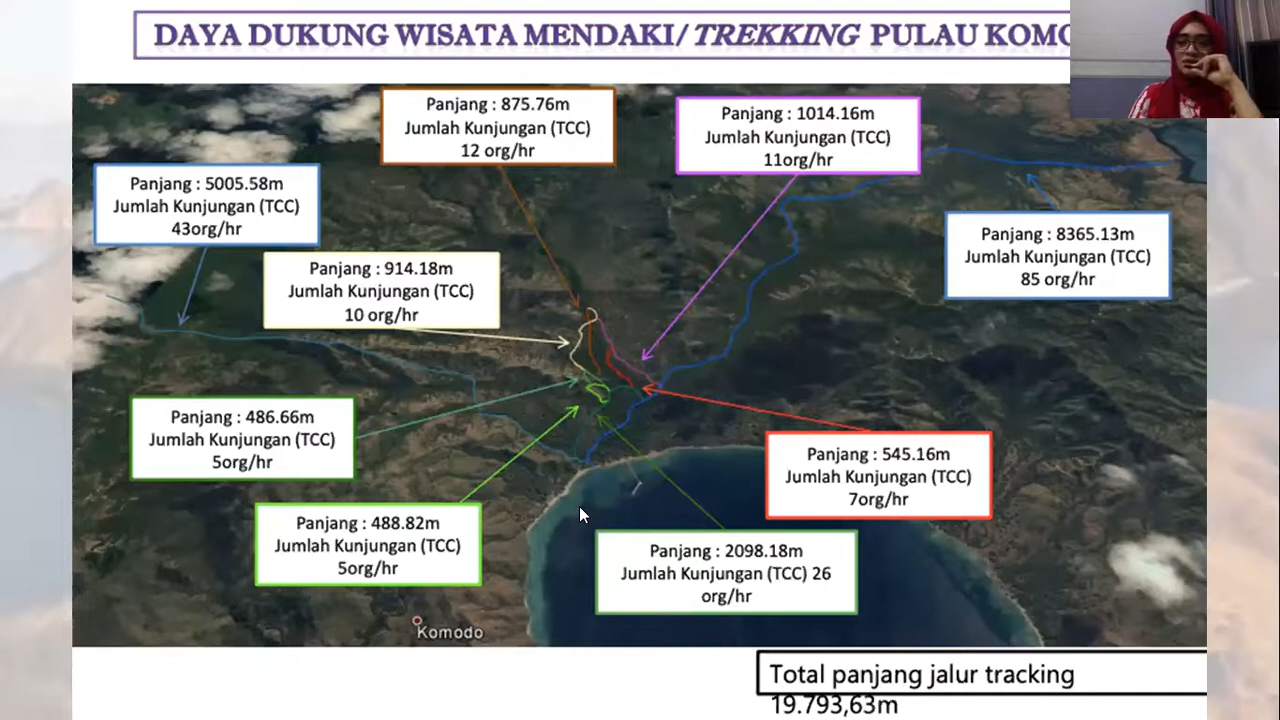 DAYA DUKUNG WISATA MENDAKI/ TREKKING PULAU
Panjang : 875.76m
Jumlah Kunjungan (TCC)
12 org/hr
Panjang : 1014.16m
Jumlah Kunjungan (TCC)
11org/hr
Panjang : 5005.58m
Jumlah Kunjungan (TCC)
43org/hr
Panjang : 8365.13m
Jumlah Kunjungan (TCC)
85 org/hr
Panjang : 914.18m
Jumlah Kunjungan (TCC)
10 org/hr
Panjang : 486.66m
Jumlah Kunjungan (TCC)
5org/hr
Panjang : 545.16m
Jumlah Kunjungan (TCC)
7org/hr
Panjang : 488.82m
Jumlah Kunjungan (TCC)
5org/hr
Panjang : 2098.18m
Jumlah Kunjungan (TCC) 26
org/hr
Komodo
Total panjang jalur tracking
19.793,63m